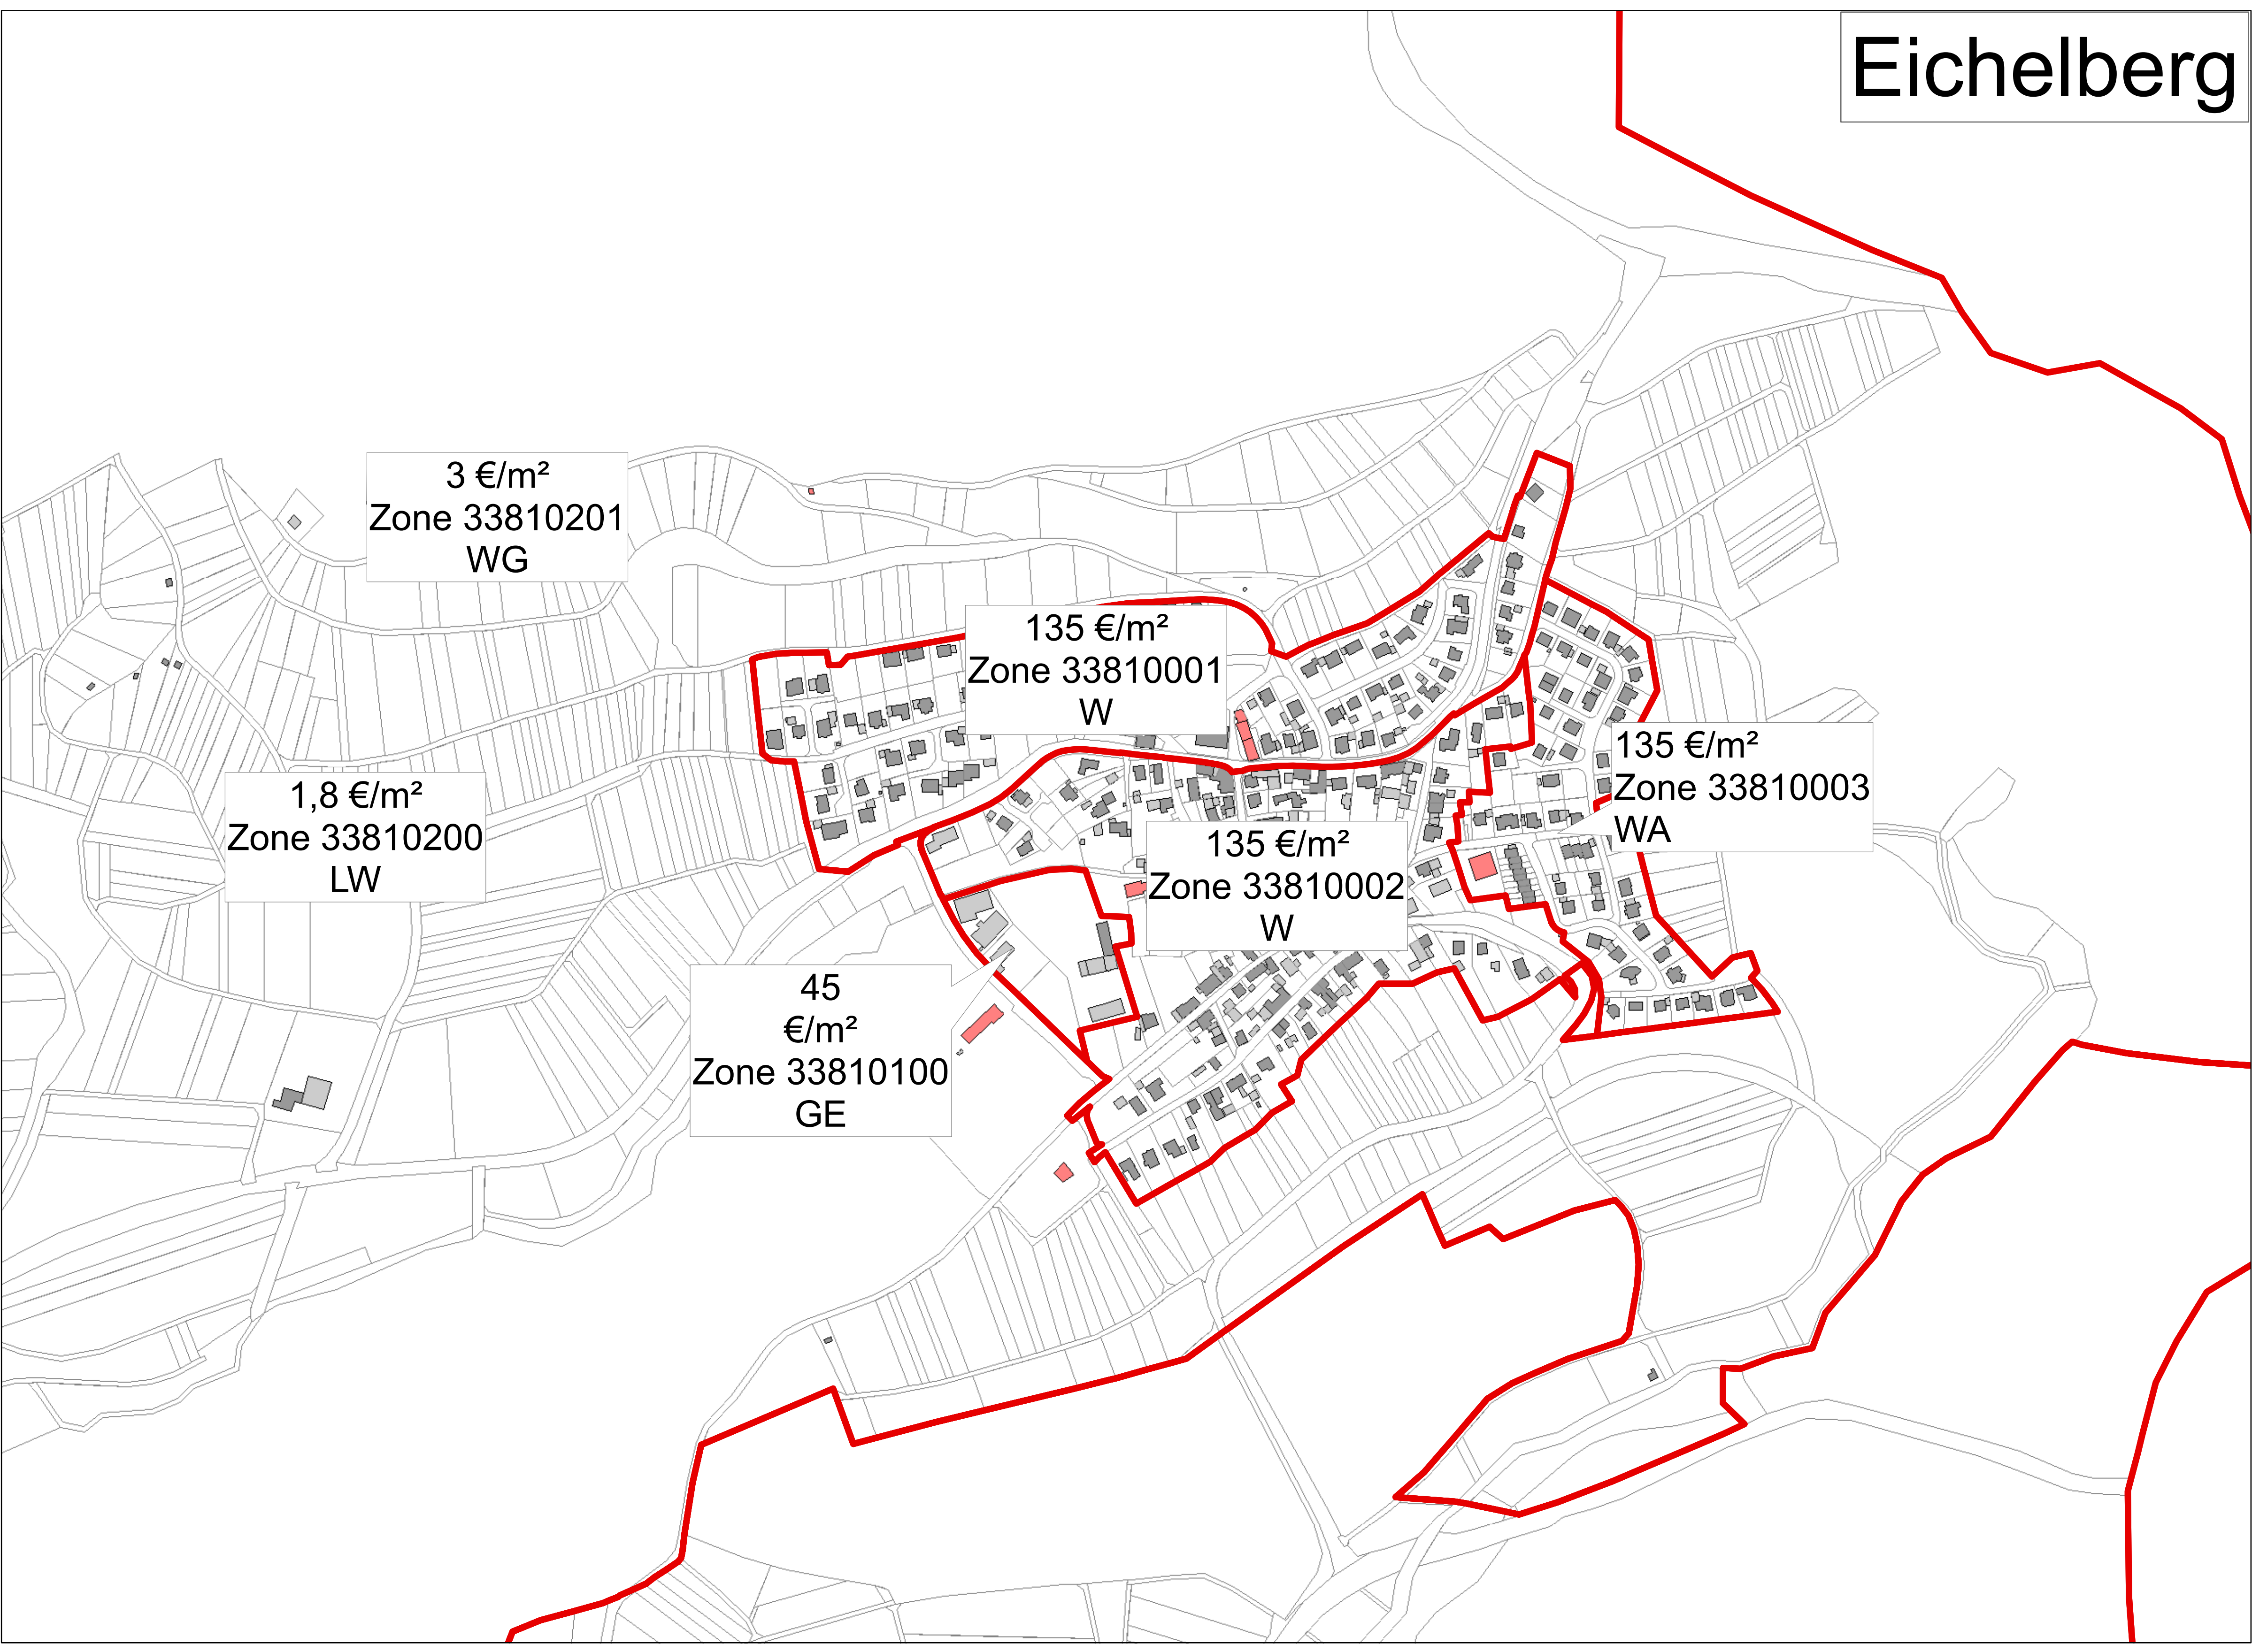 Eichelberg
3 €/m²
Zone 33810201
WG
135 €/m²
Zone 33810001
W
135 €/m²
Zone 33810003
WA
1,8 €/m²
Zone 33810200
LW
135 €/m²
Zone 33810002
W
45
€/m²
Zone 33810100
GE